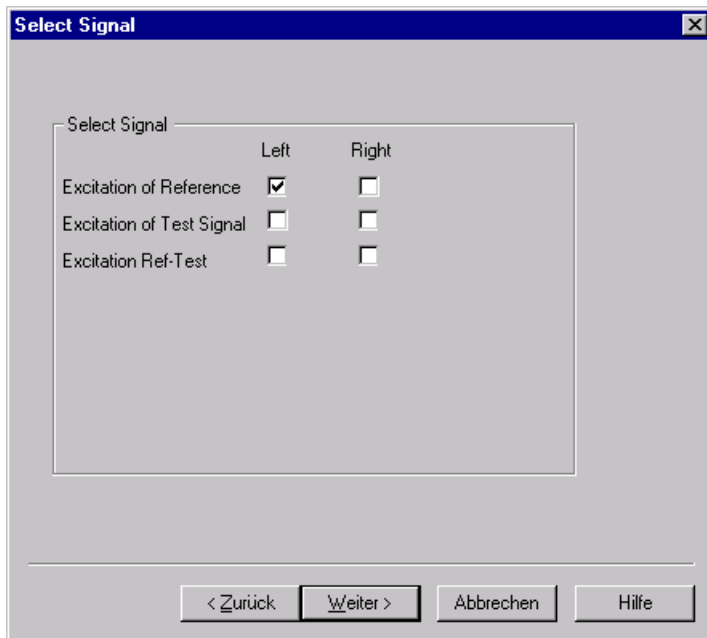 Select Signal
Select Signal
Left Right
Excitation of Reference
Excitation of Test Signal
Excitation Ref-Test
< Zurück Weiter > Abbrechen Hilfe